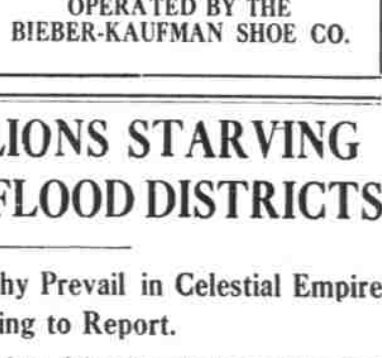 OPERATED BY THE
BIEBER-KAUFMAN SHOE CO.
LIONS STARVING
FLOOD DISTRICTS
hy Prevail in Celestial Empire
ing to Report.